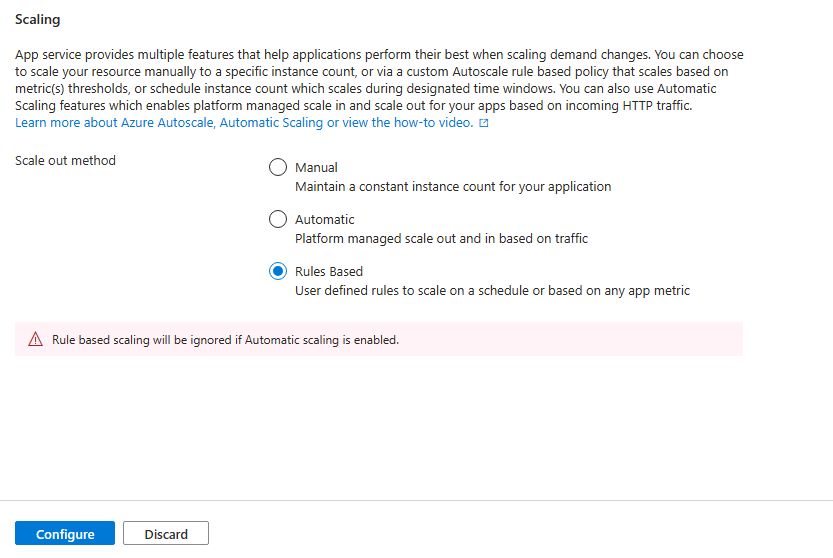 Scaling
App service provides multiple features that help applications perform their best when scaling demand changes. You can choose
to scale your resource manually to a specific instance count, or via a custom Autoscale rule based policy that scales based on
metric(s) thresholds, or schedule instance count which scales during designated time windows. You can also use Automatic
Scaling features which enables platform managed scale in and scale out for your apps based on incoming HTTP traffic.
Learn more about Azure Autoscale, Automatic Scaling or view the how-to video.
Scale out method
Manual
Maintain a constant instance count for your application
Automatic
Platform managed scale out and in based on traffic
Rules Based
User defined rules to scale on a schedule or based on any app metric
Rule based scaling will be ignored if Automatic scaling is enabled.
Configure Discard